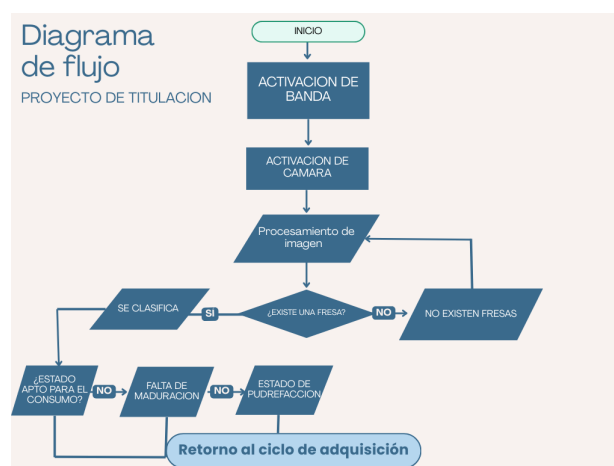 Diagrama
de flujo
PROYECTO DE TITULACION
INICIO
ACTIVACION DE
BANDA
ACTIVACION DE
CAMARA
Procesamiento de
imagen
¿EXISTE UNA FRESA?
NO
NO EXISTEN FRESAS
SI
SE CLASIFICA
¿ESTADO
APTO PARA EL
CONSUMO?
NO
FALTA DE
MADURACION
NO
ESTADO DE
PUDREFACCION
Retorno al ciclo de adquisición